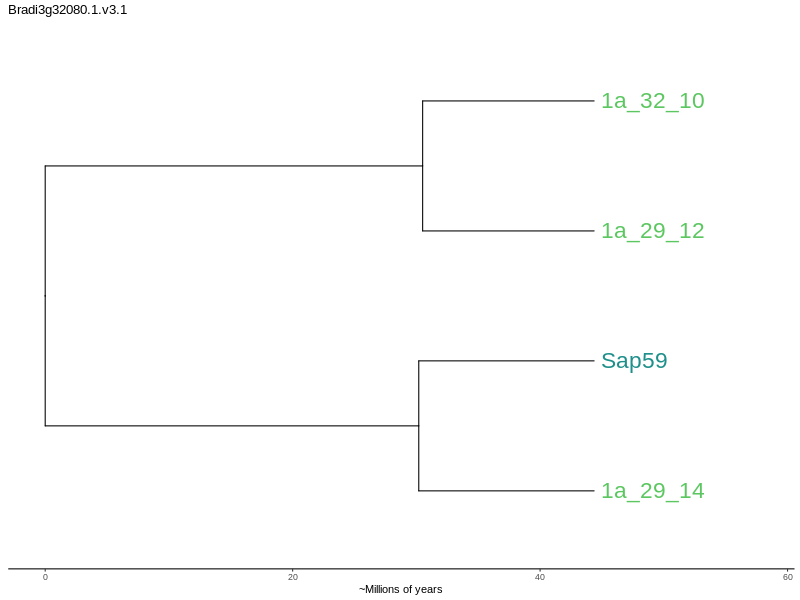 Bradi3g32080.1.v3.1
1a_32_10
1a_29_12
Sap59
1a_29_14
0 20 40 60
~Millions of years